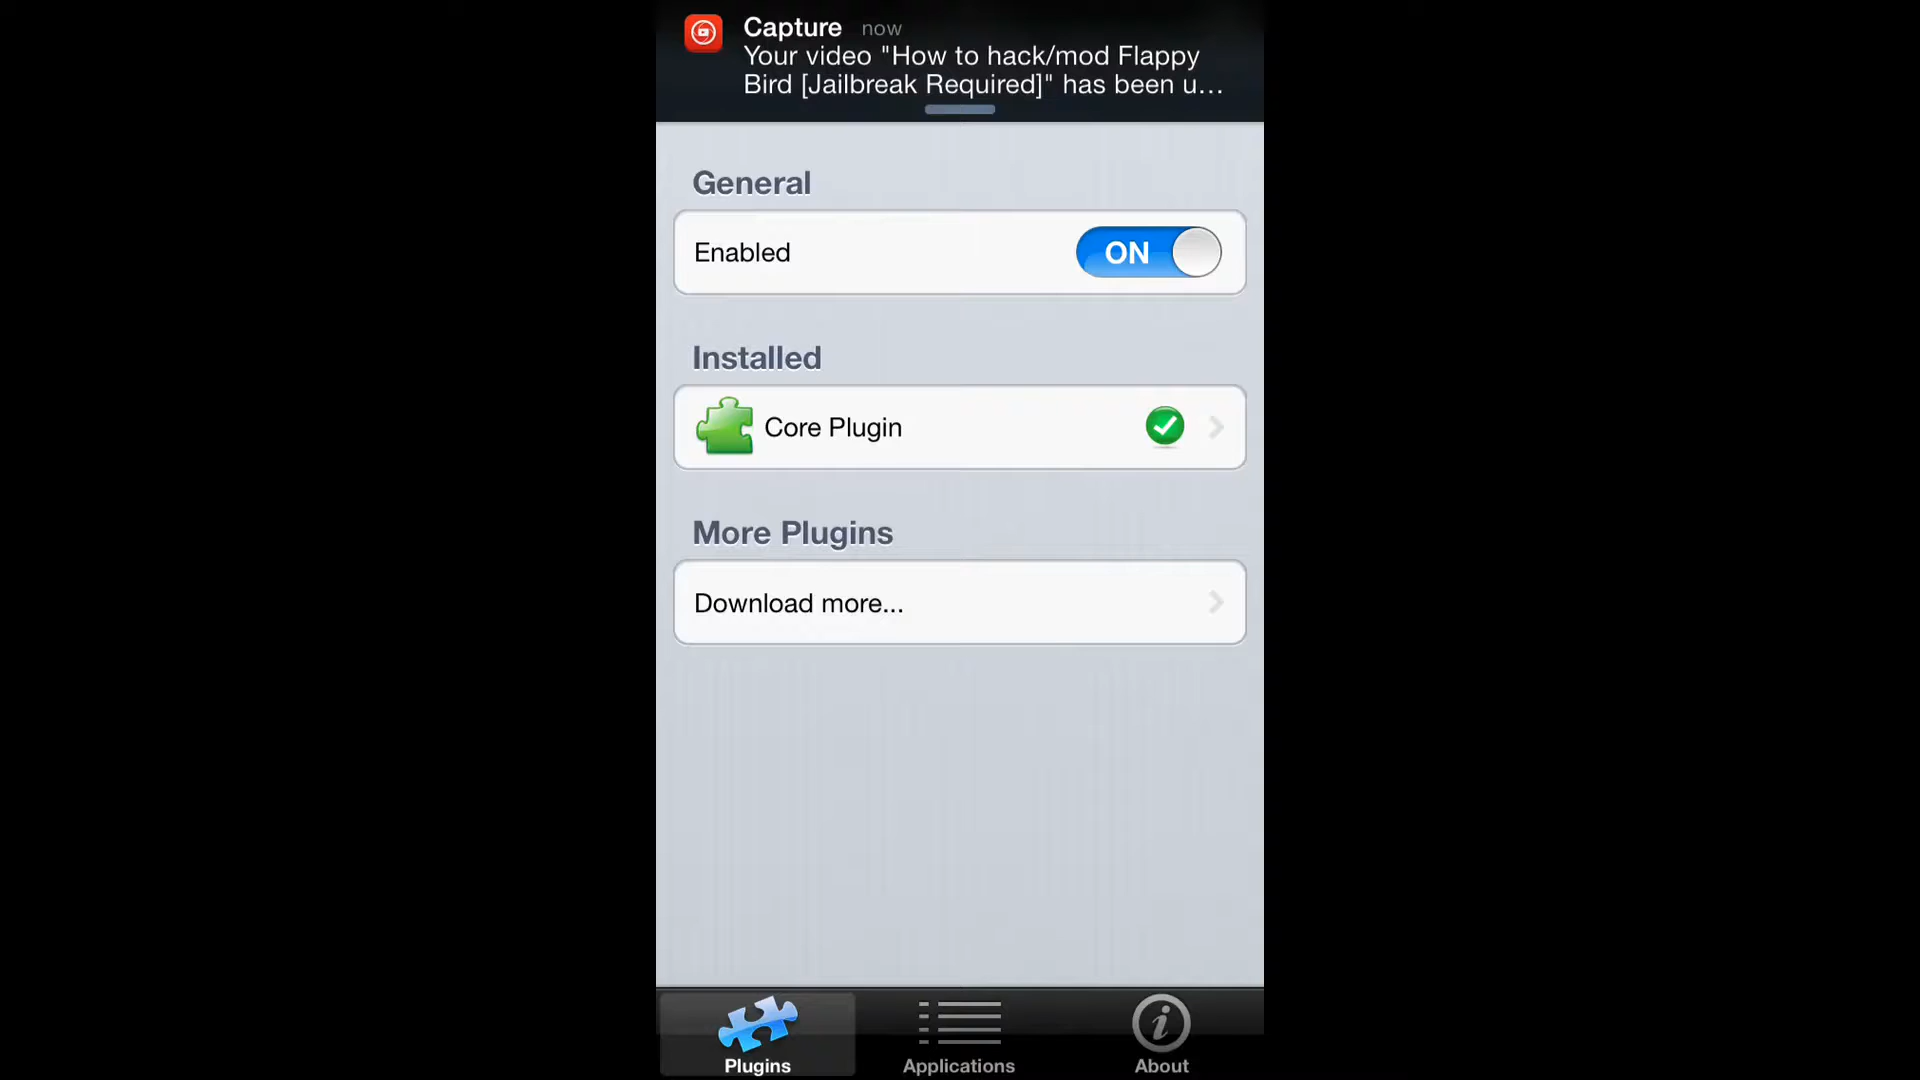 Capture now
Your video "How to hack/mod Flappy
Bird [Jailbreak Required]" has been u...
General
Enabled ON
Installed
Core Plugin
More Plugins
Download more...
Plugins Applications About